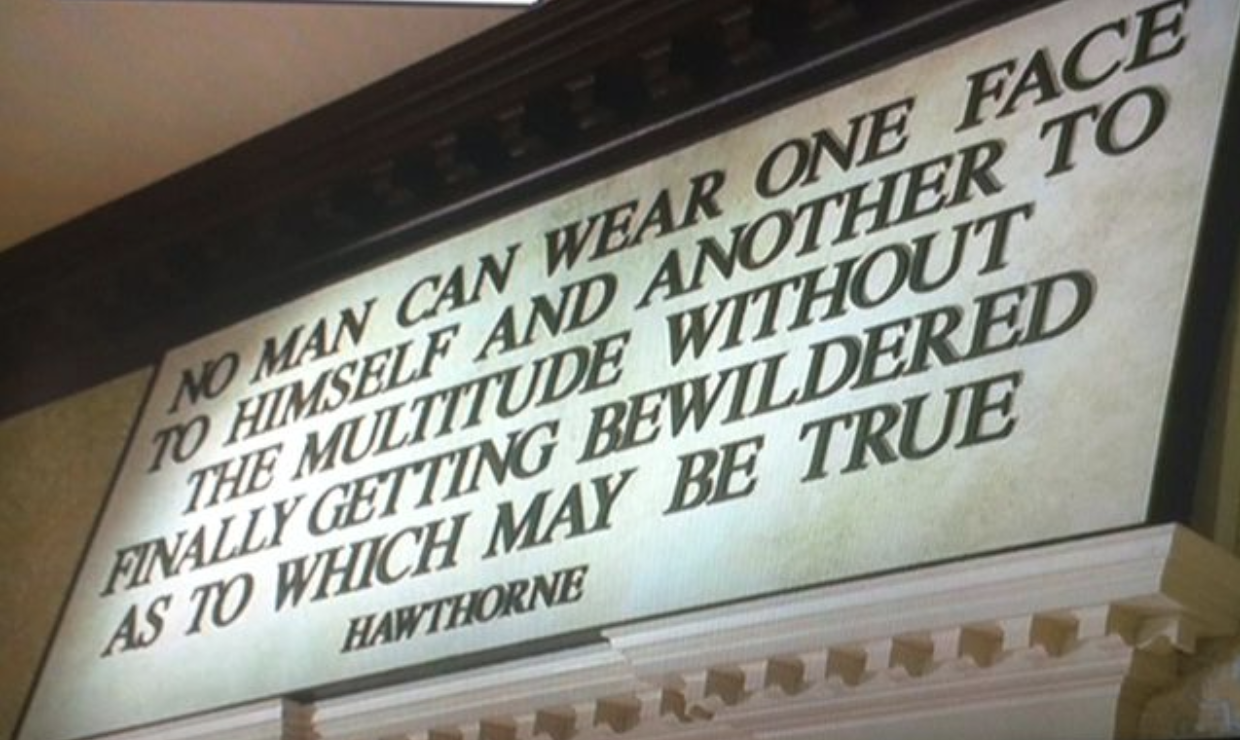 NO MAN CAN WEAR ONE FACE
TO HIMSELF AND ANOTHER TO
THE MULTITUDE WITHOUT
FINALLY GETTING BEWILDERED
AS TO WHICH MAY BE TRUE
HAWTHORNE